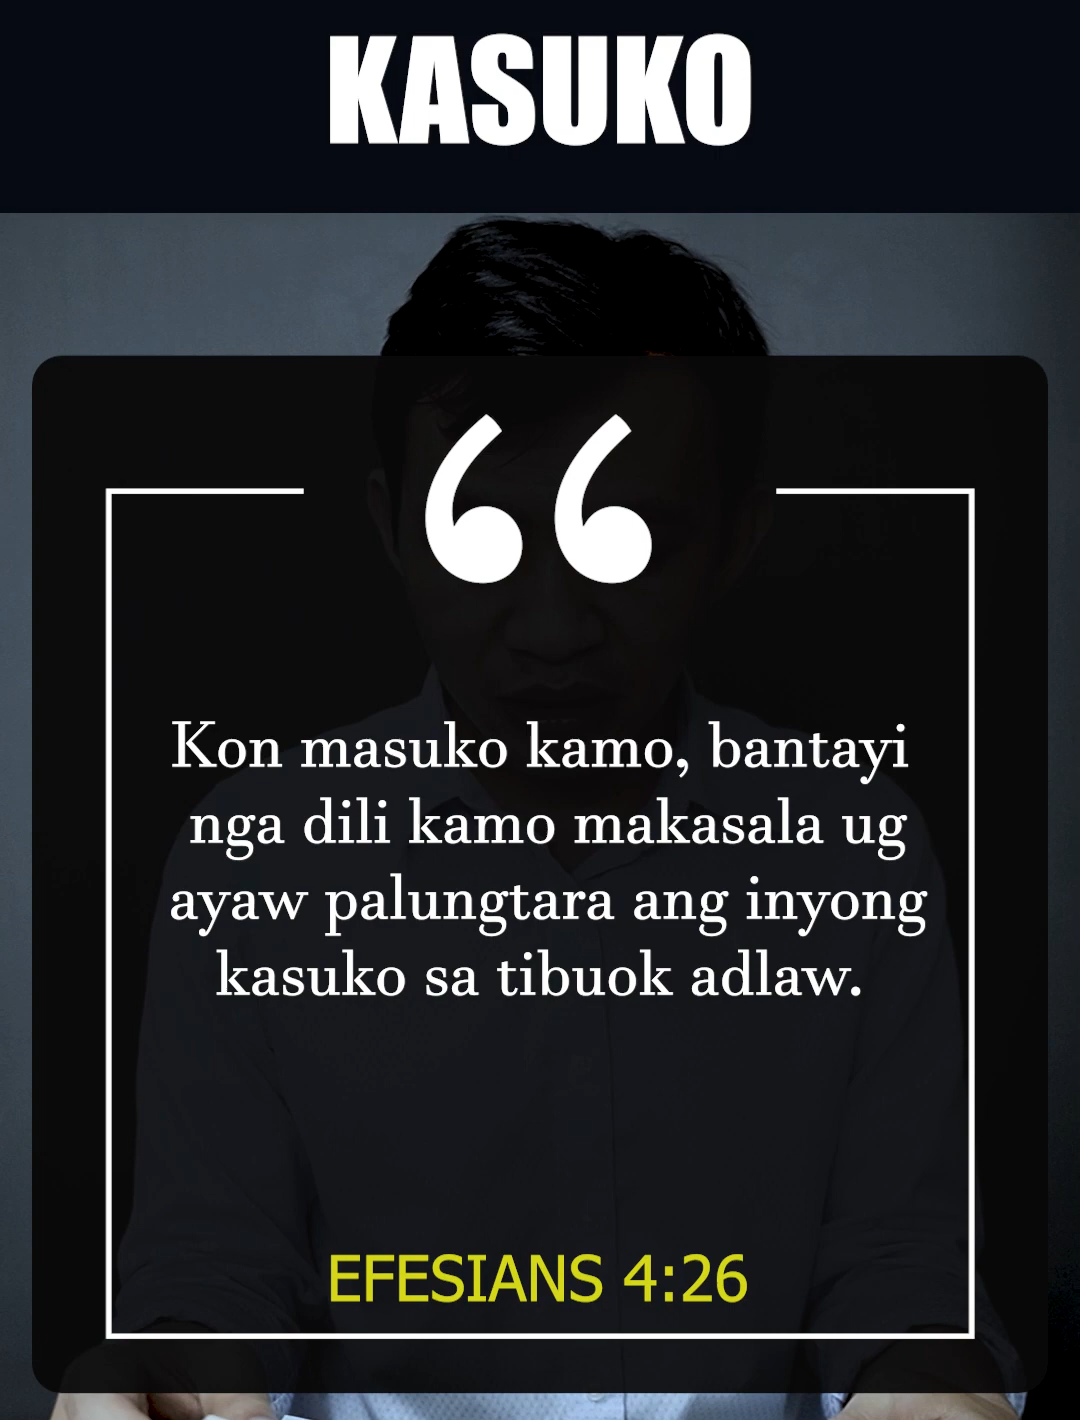 KASUKO
“
Kon masuko kamo, bantayi
nga dili kamo makasala ug
ayaw palungtara ang inyong
kasuko sa tibuok adlaw.
EFESIANS 4:26